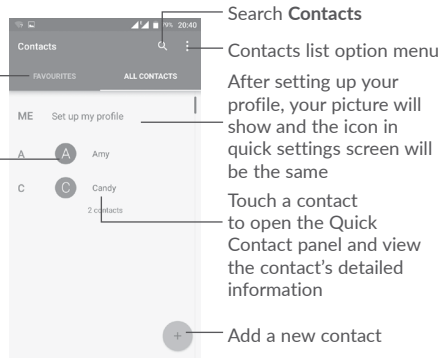 20:40
Contacts
FAVOURITES
ALL CONTACTS
ME Set up my profile
A A Amy
C C Candy
2 contacts
+
Search Contacts
Contacts list option menu
After setting up your
profile, your picture will
show and the icon in
quick settings screen will
be the same
Touch a contact
to open the Quick
Contact panel and view
the contact's detailed
information
Add a new contact